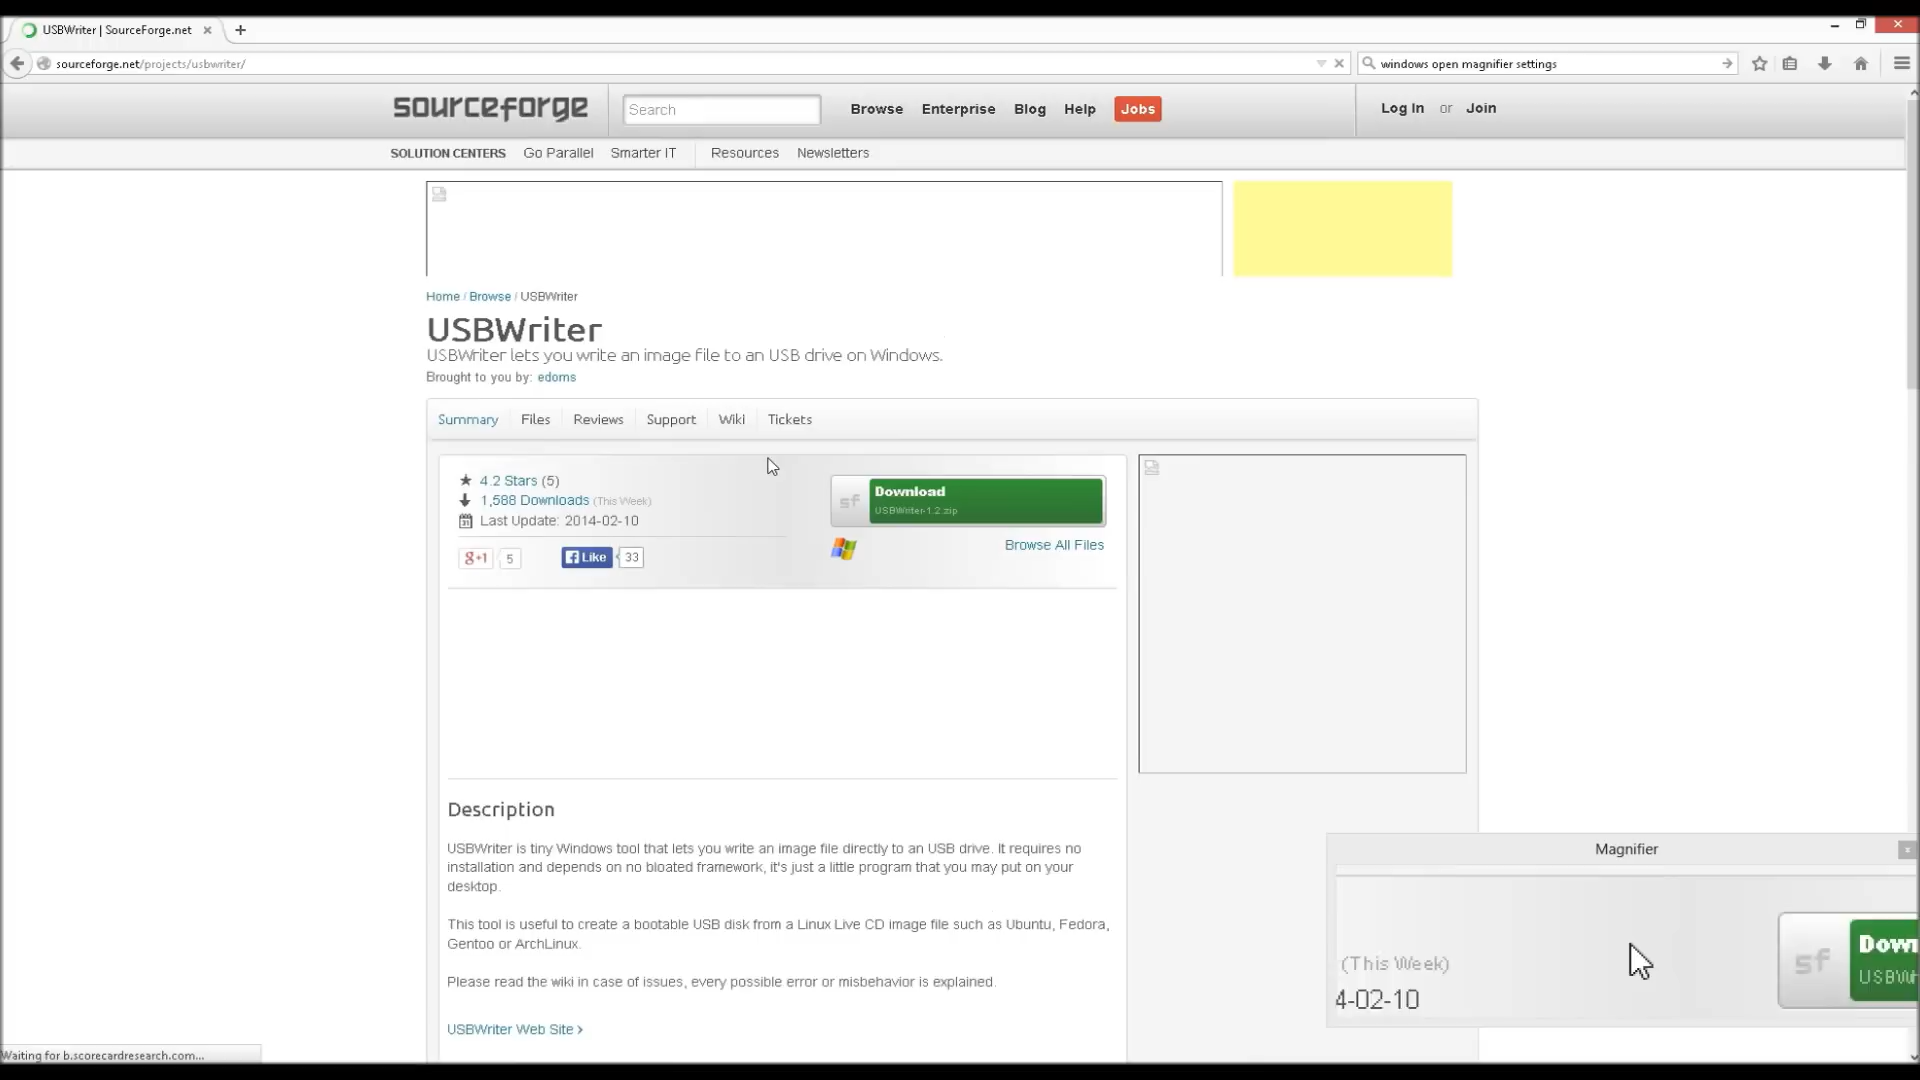 USBWriter | SourceForge.net
sourceforge.net/projects/usbwriter/
windows open magnifier settings
sourceforge
Search
Browse
Enterprise
Blog
Help
Jobs
Log In or Join
SOLUTION CENTERS
Go Parallel
Smarter IT
Resources
Newsletters
Home / Browse / USBWriter
USBWriter
USBWriter lets you write an image file to an USB drive on Windows.
Brought to you by: edoms
Summary
Files
Reviews
Support
Wiki
Tickets
4.2 Stars (5)
1,588 Downloads (This Week)
Last Update: 2014-02-10
g+1
5
Like
33
sf
Download
USBWriter-1.2.zip
Browse All Files
Description
USBWriter is tiny Windows tool that lets you write an image file directly to an USB drive. It requires no
installation and depends on no bloated framework, it's just a little program that you may put on your
desktop.
This tool is useful to create a bootable USB disk from a Linux Live CD image file such as Ubuntu, Fedora,
Gentoo or ArchLinux.
Please read the wiki in case of issues, every possible error or misbehavior is explained.
USBWriter Web Site >
Magnifier
(This Week)
4-02-10
sf
Down
USBWr
Waiting for b.scorecardresearch.com...